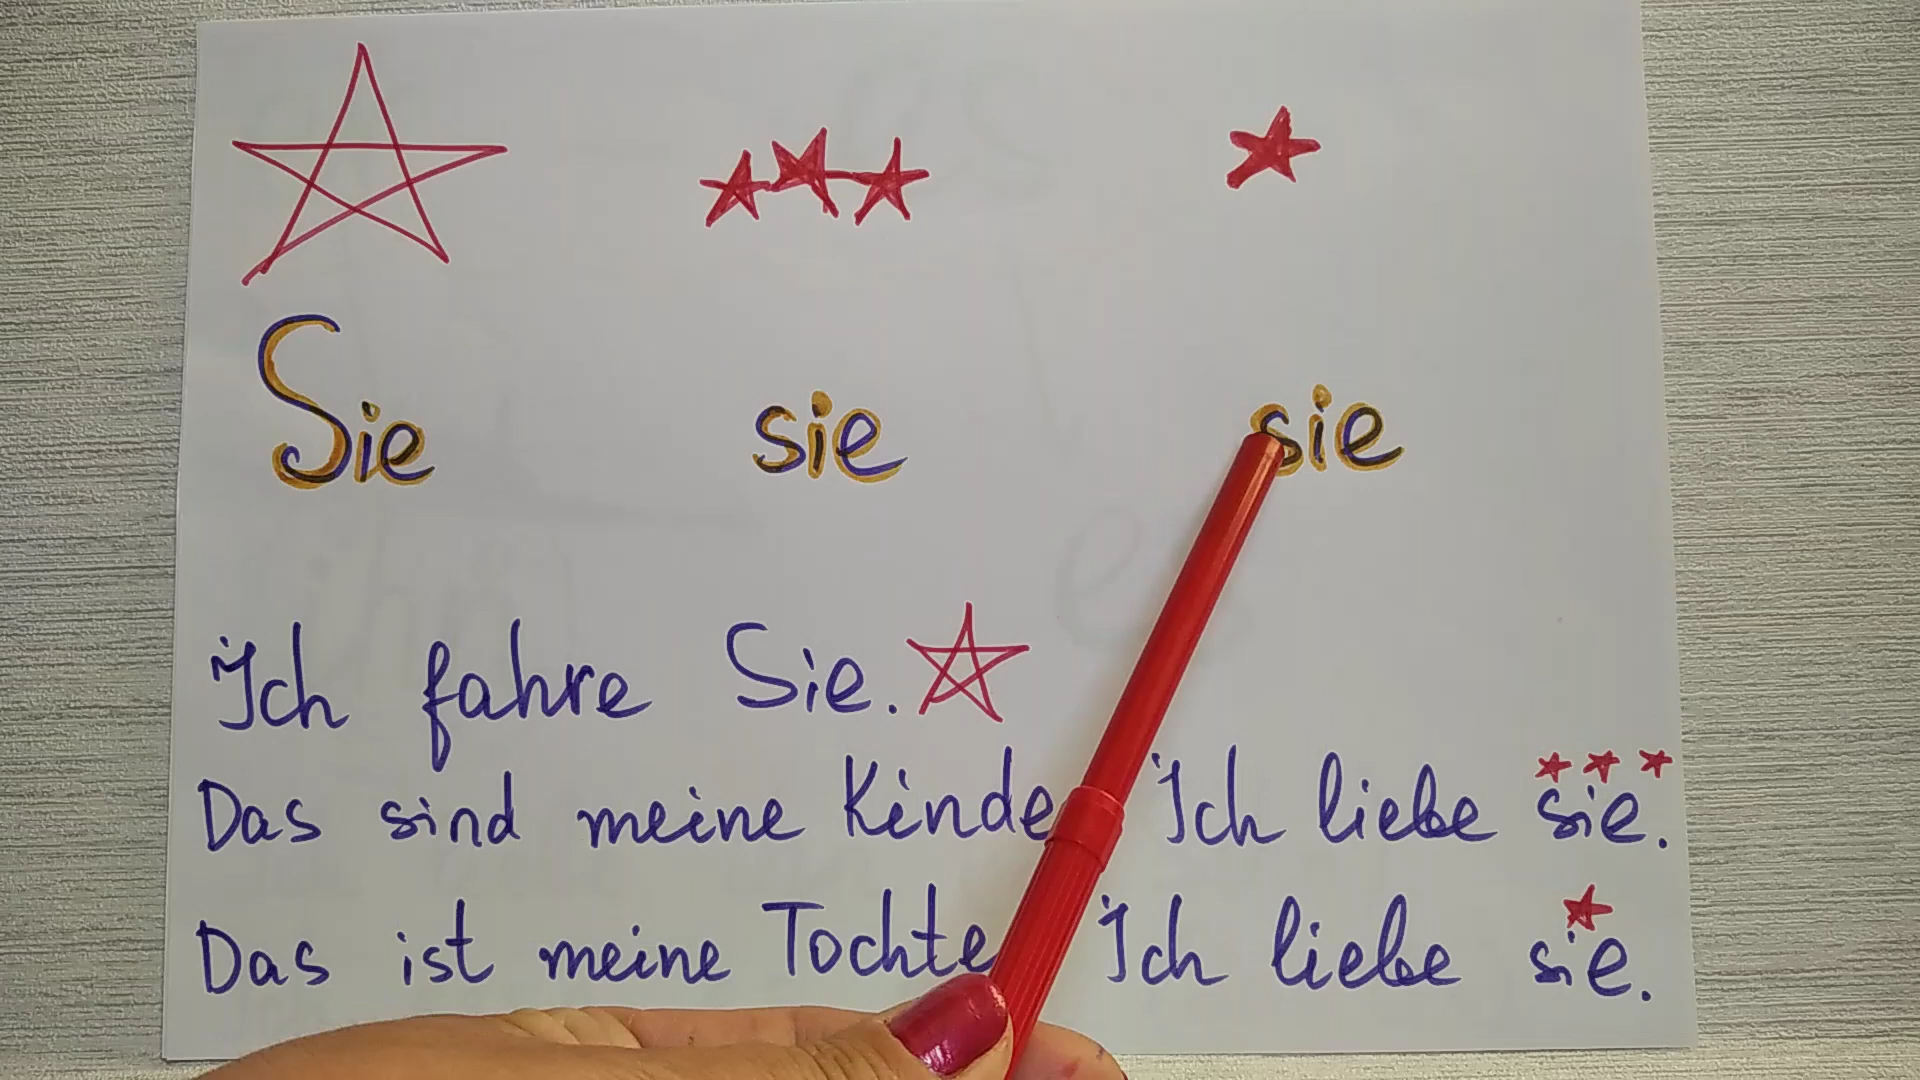 Sie sie sie
Ich fahre Sie.
Das sind meine Kinde Ich liebe sie.
Das ist meine Tochte Ich liebe sie.